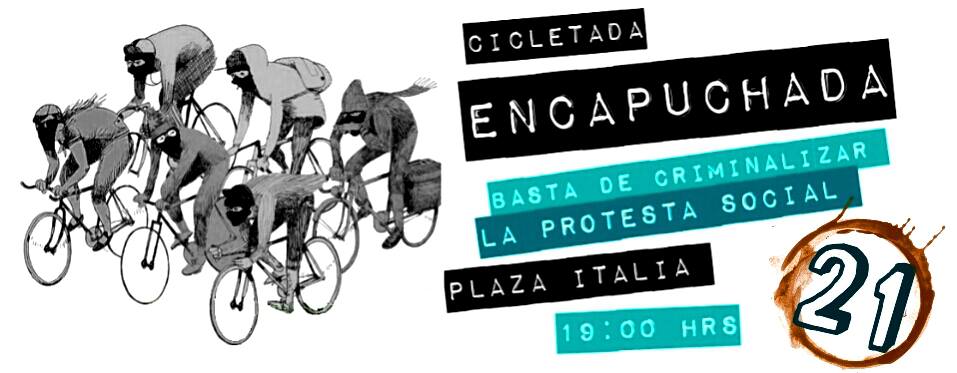 CICLETADA
ENCAPUCHADA
BASTA DE CRIMINALIZAR
LA PROTESTA SOCIAL
PLAZA ITALIA
19:00 HRS
21